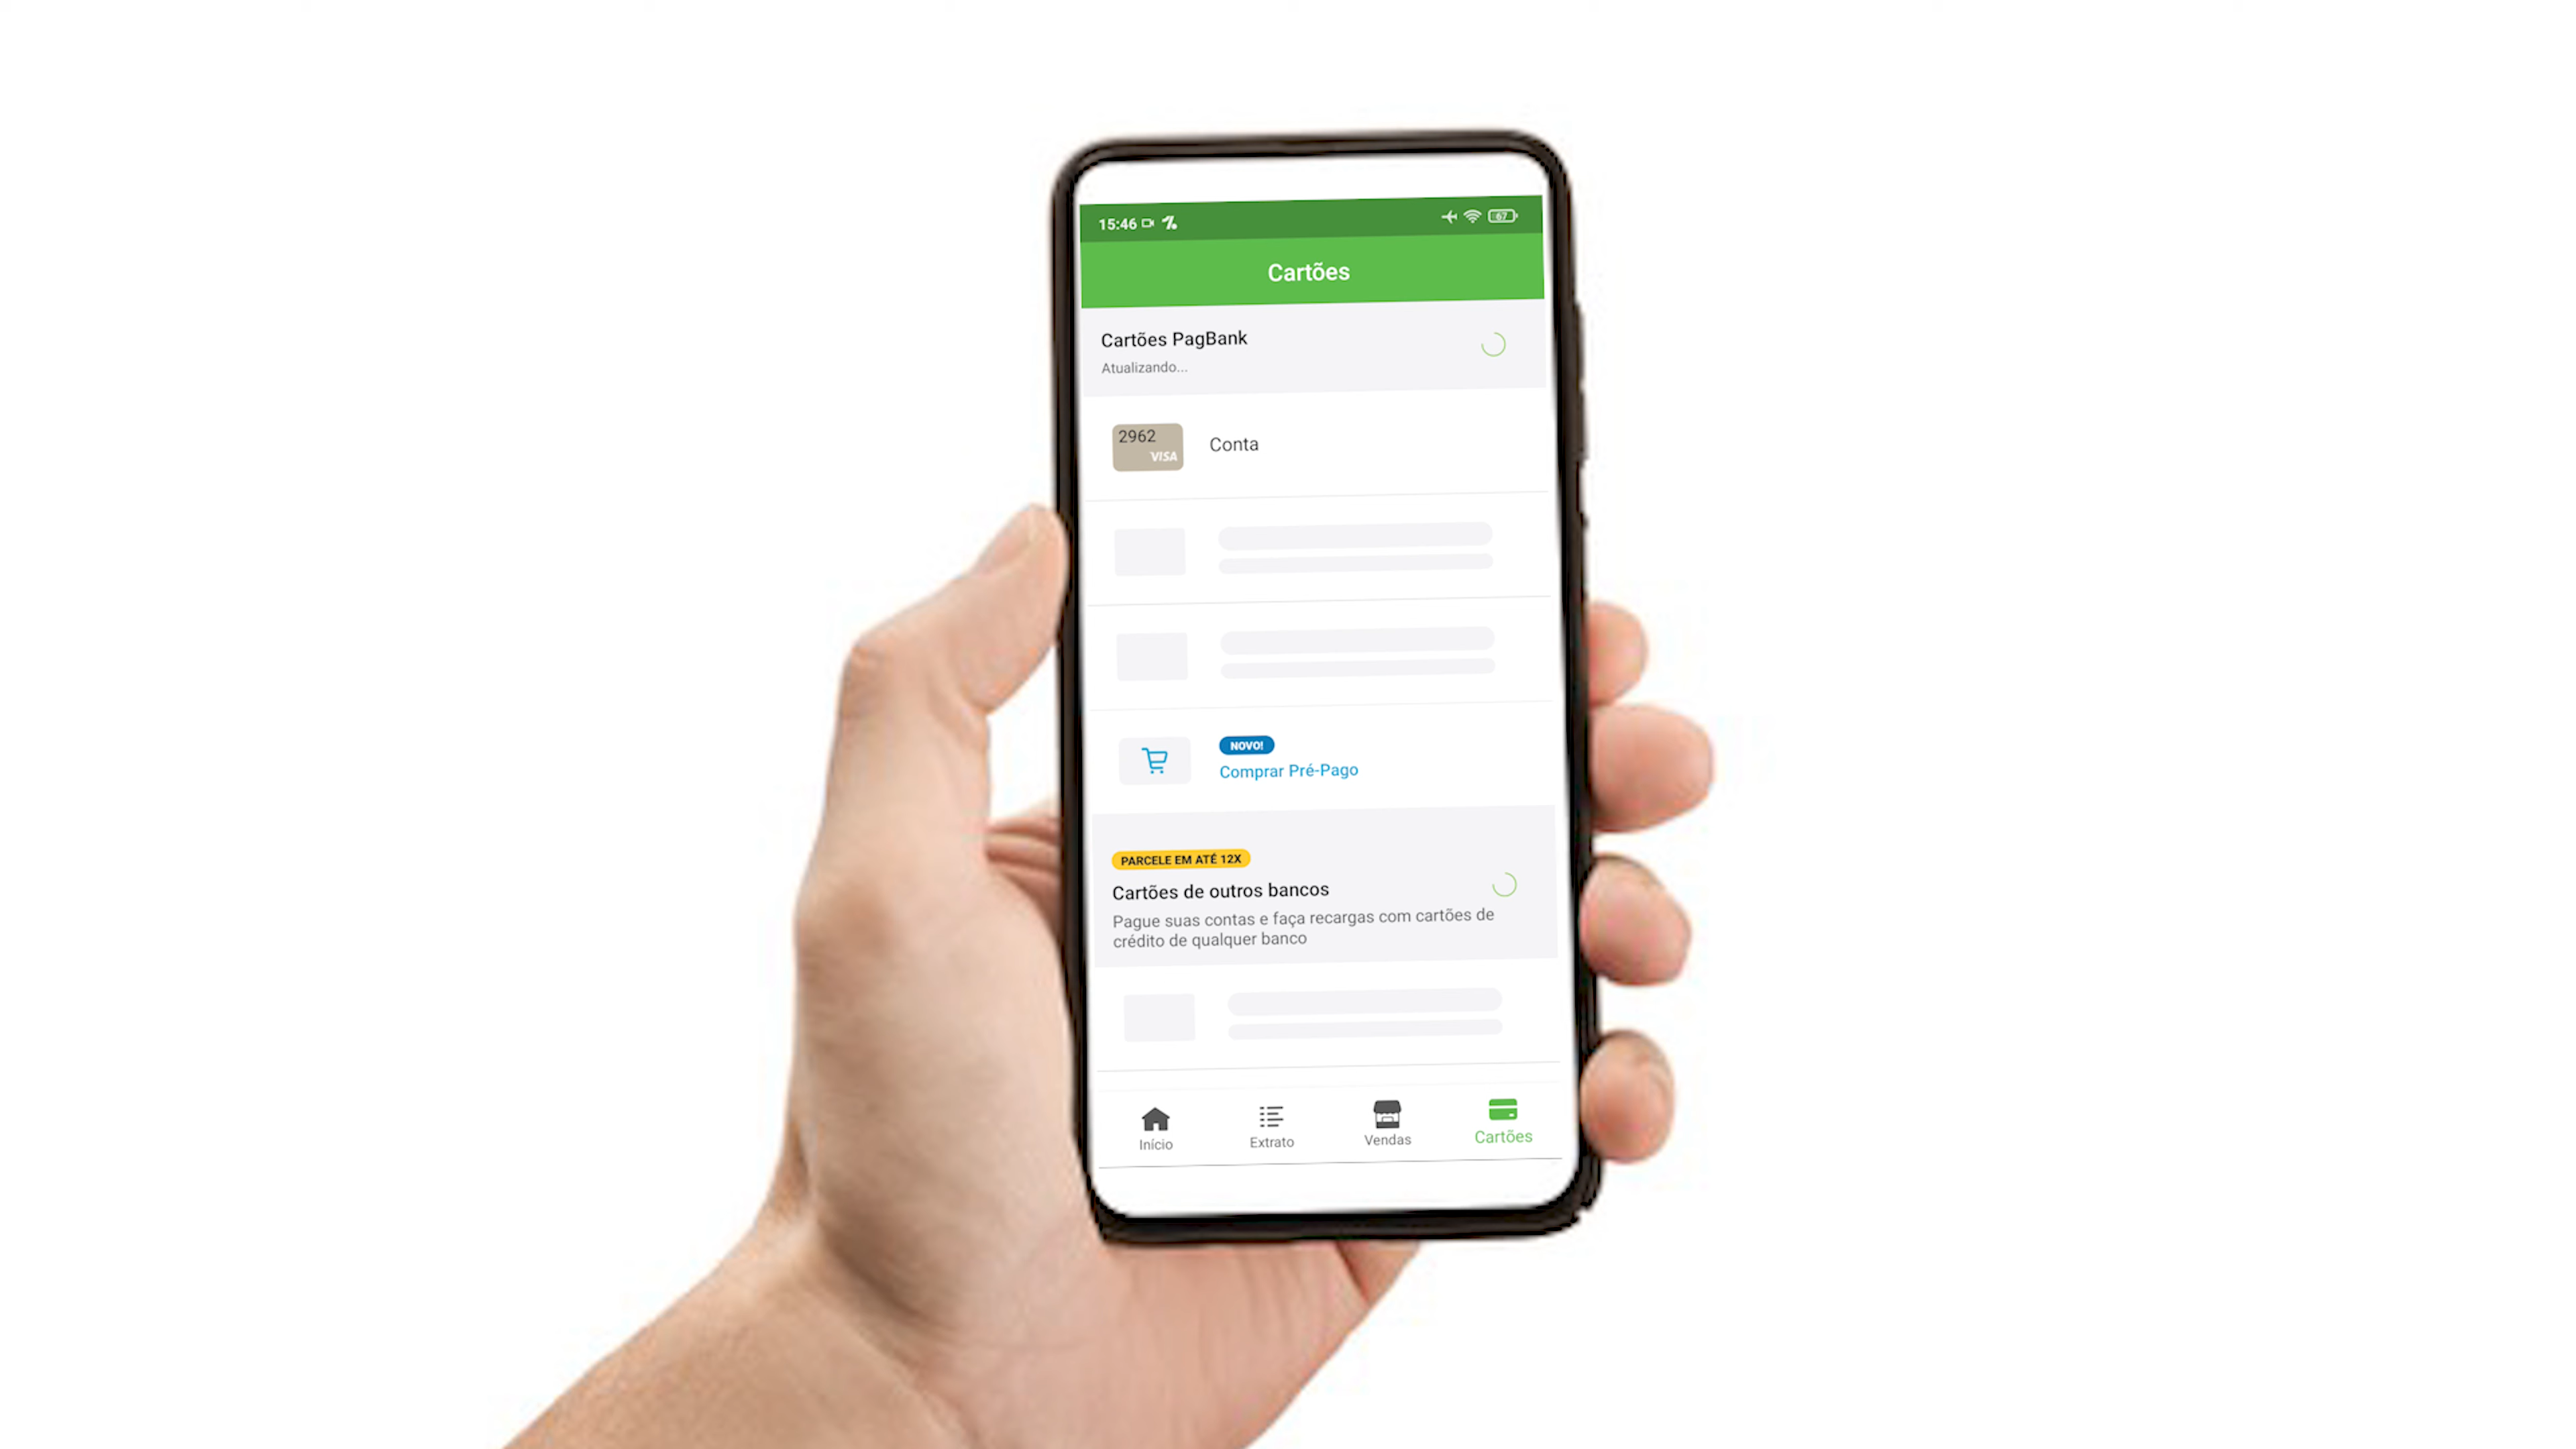 15:46
67
Cartões
Cartões PagBank
Atualizando...
2962
VISA
Conta
NOVO!
Comprar Pré-Pago
PARCELE EM ATÉ 12X
Cartões de outros bancos
Pague suas contas e faça recargas com cartões de
crédito de qualquer banco
Início
Extrato
Vendas
Cartões